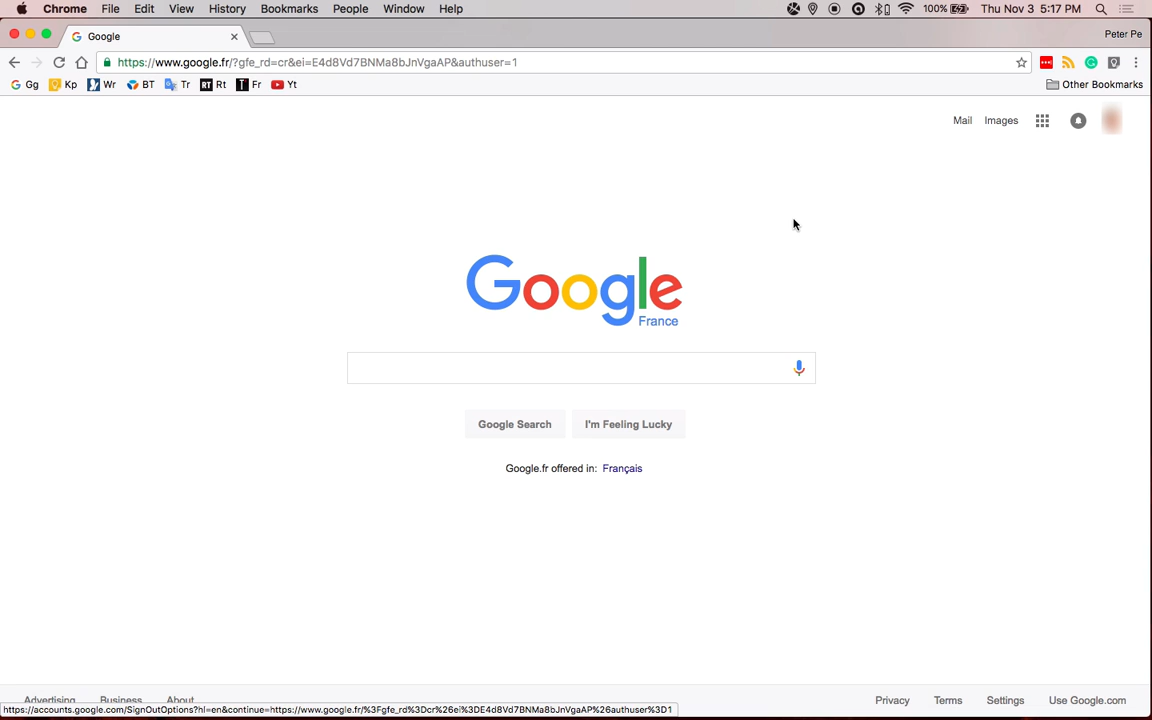 Chrome File Edit View History Bookmarks People Window Help 100% Thu Nov 3 5:17 PM
Google Peter Pe
https://www.google.fr/?gfe_rd=cr&ei=E4d8Vd7BNMa8bJnVgaAP&authuser=1
Gg Kp Wr BT Tr RT Rt Fr Yt Other Bookmarks
Mail Images
Google
France
Google Search I'm Feeling Lucky
Google.fr offered in: Français
Advertising Business About Privacy Terms Settings Use Google.com
https://accounts.google.com/SignOutOptions?hl=en&continue=https://www.google.fr/%3Fgfe_rd%3Dcr%26ei%3DE4d8Vd7BNMa8bJnVgaAP%26authuser%3D1